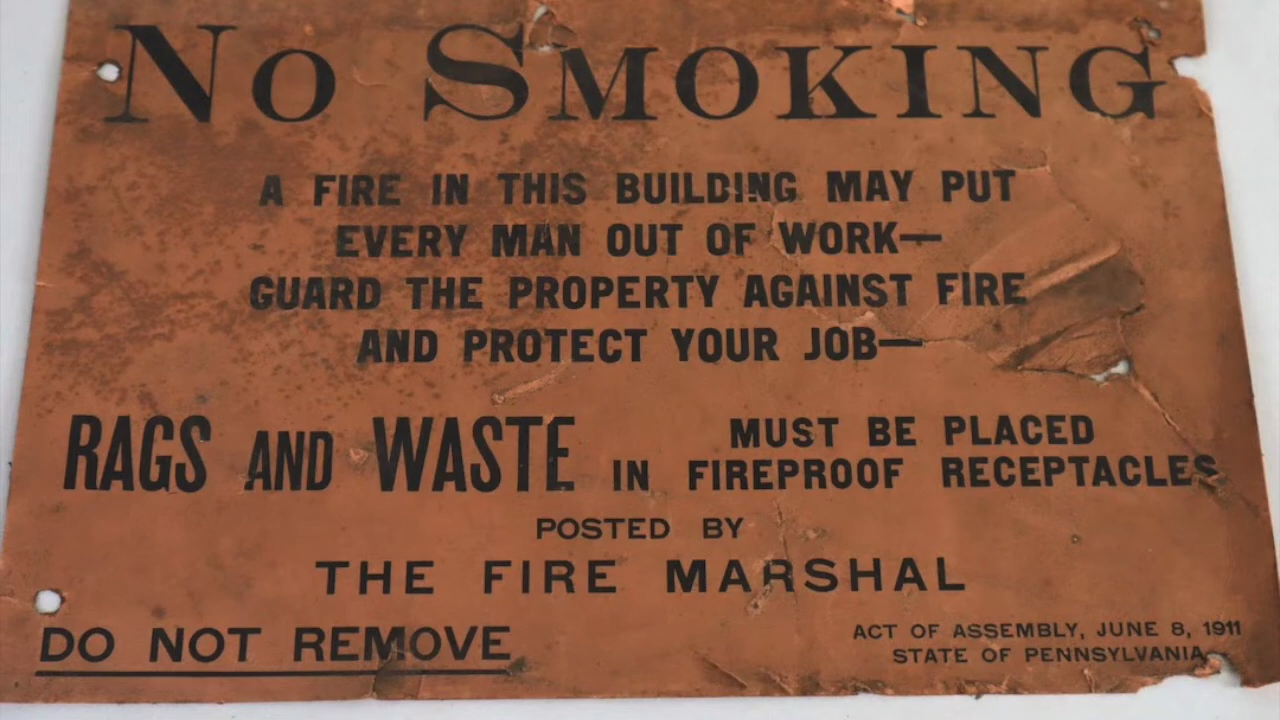 NO SMOKING
A FIRE IN THIS BUILDING MAY PUT
EVERY MAN OUT OF WORK—
GUARD THE PROPERTY AGAINST FIRE
AND PROTECT YOUR JOB—
RAGS AND WASTE MUST BE PLACED
IN FIREPROOF RECEPTACLES
POSTED BY
THE FIRE MARSHAL
DO NOT REMOVE
ACT OF ASSEMBLY, JUNE 8, 1911
STATE OF PENNSYLVANIA